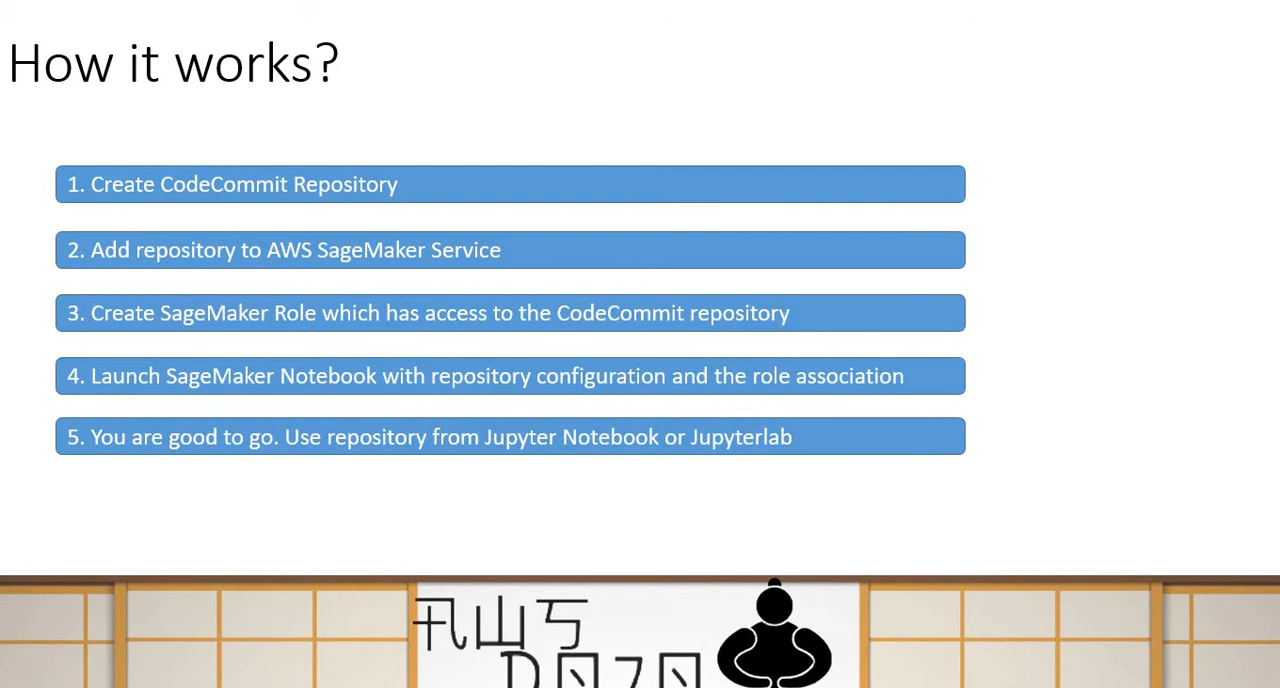 How it works?
1. Create CodeCommit Repository
2. Add repository to AWS SageMaker Service
3. Create SageMaker Role which has access to the CodeCommit repository
4. Launch SageMaker Notebook with repository configuration and the role association
5. You are good to go. Use repository from Jupyter Notebook or Jupyterlab